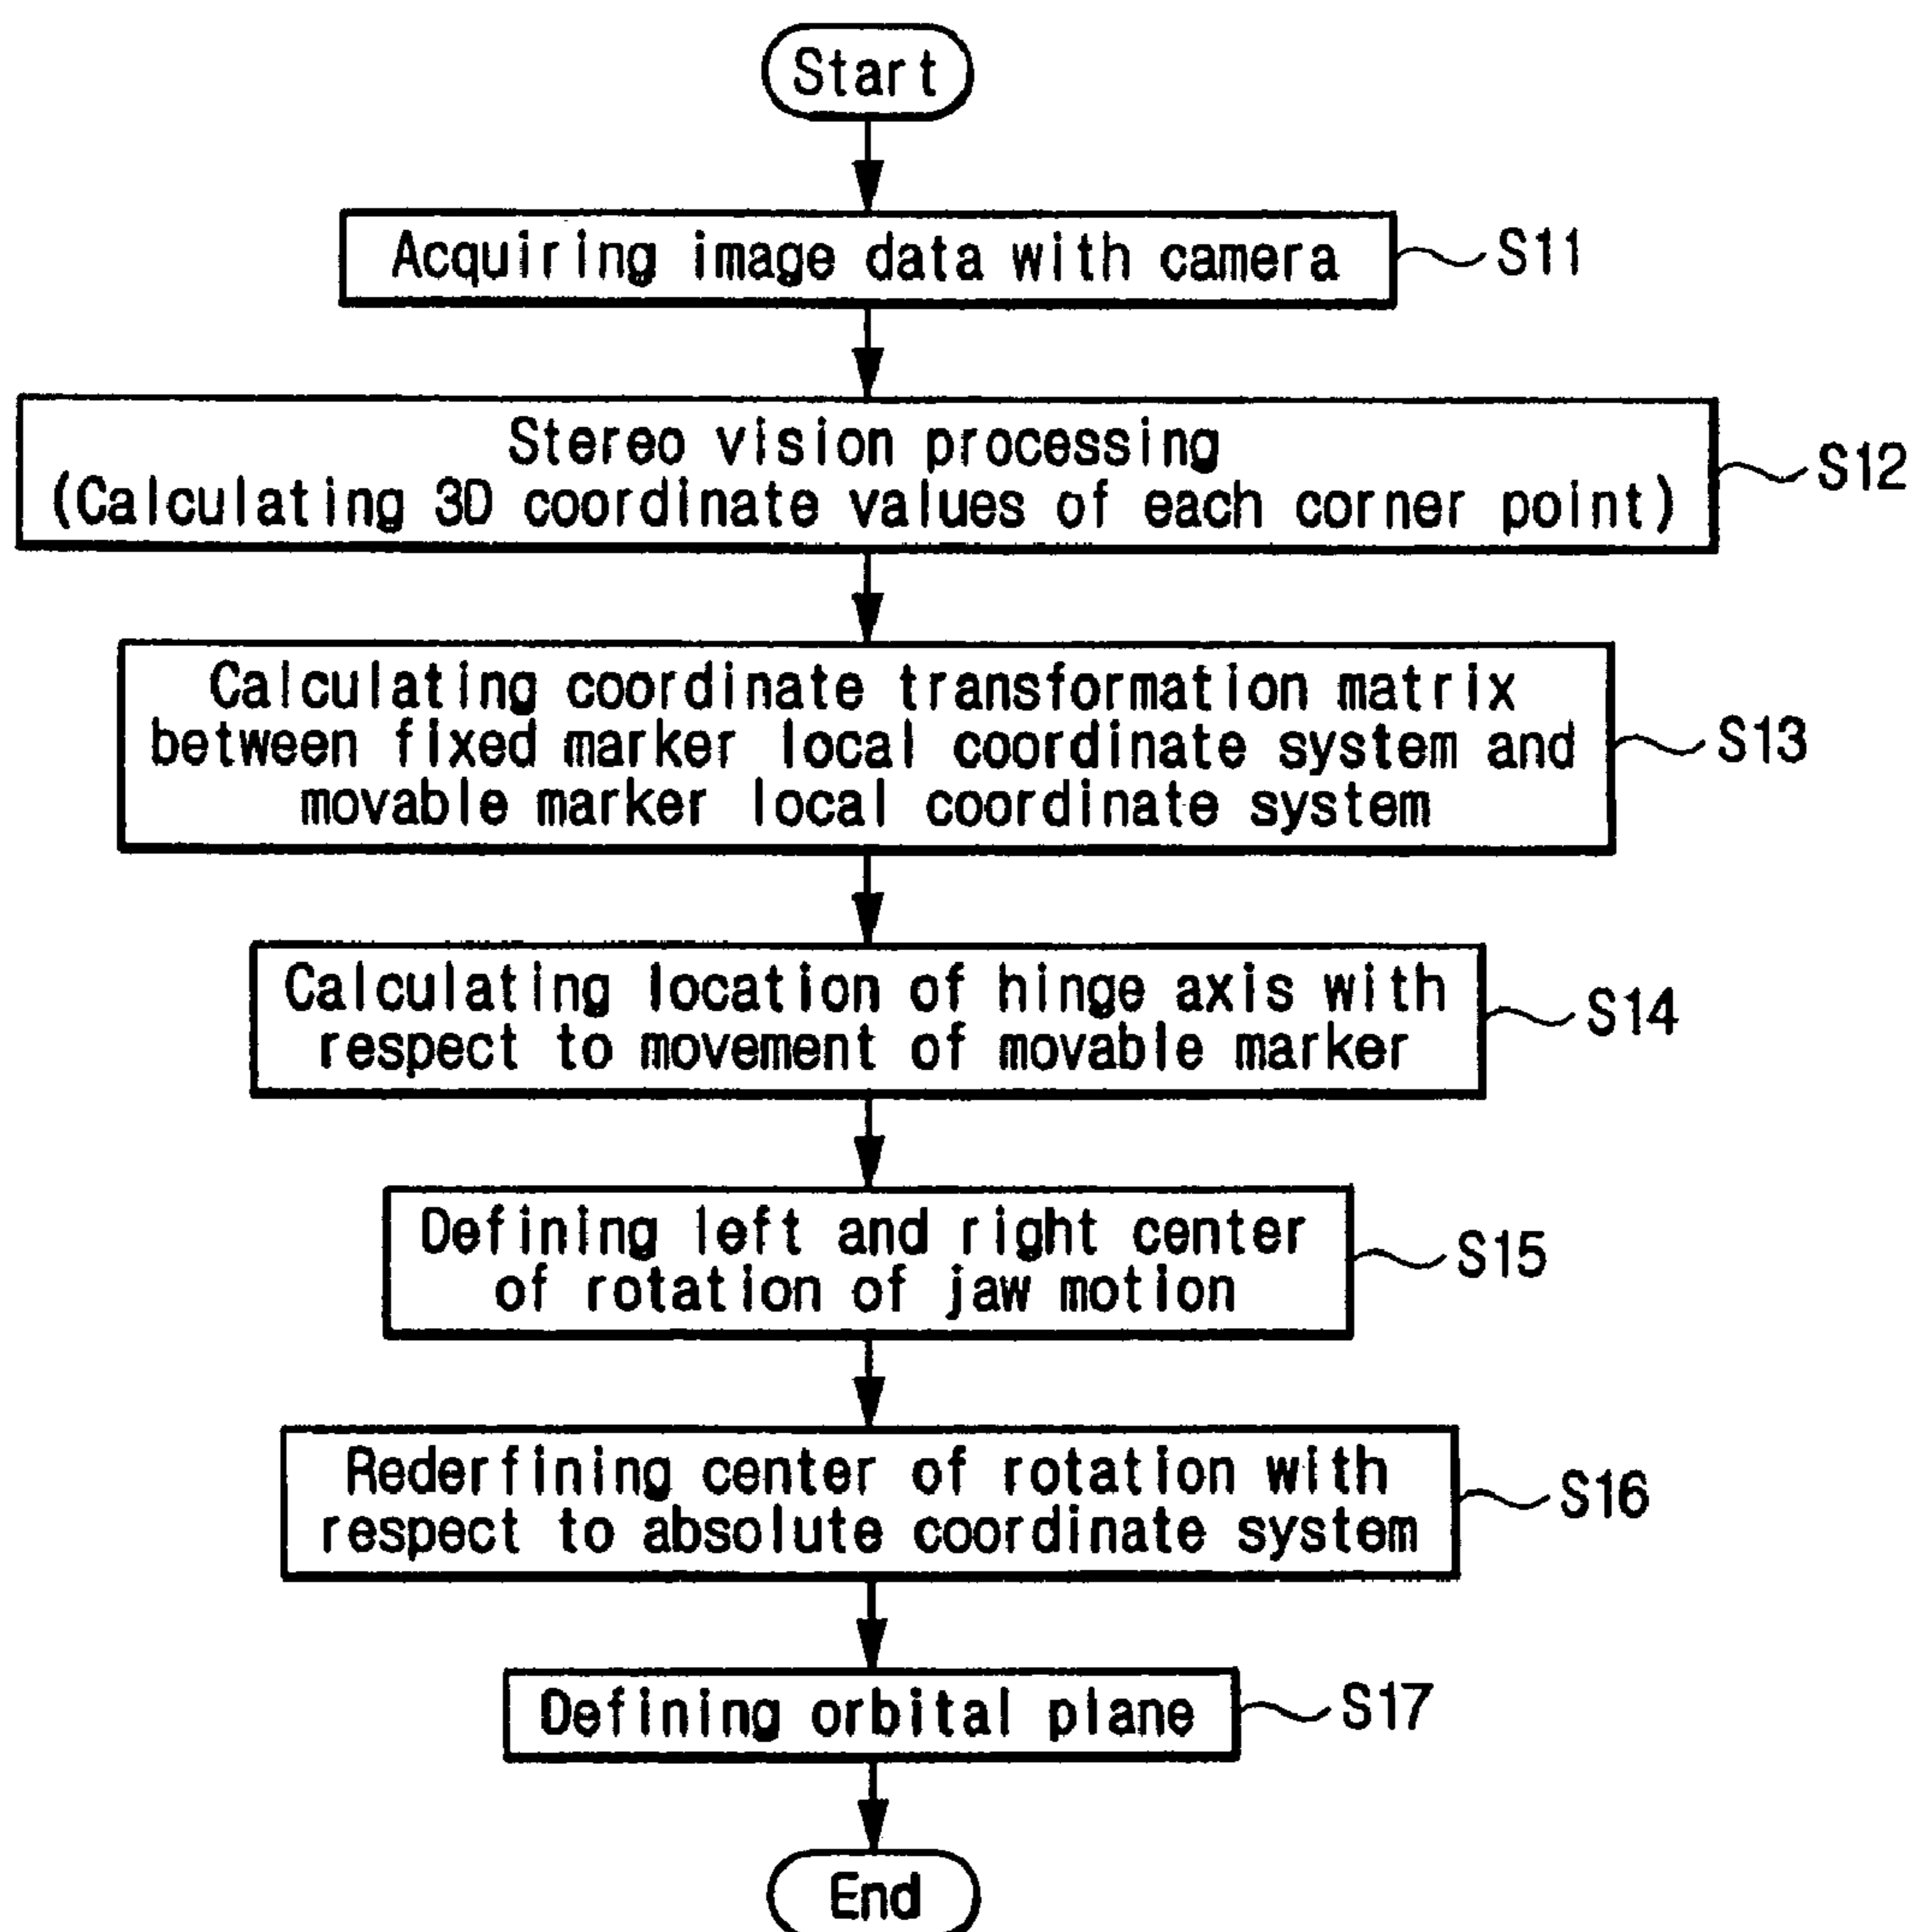 Start
Acquiring image data with camera
S11
Stereo vision processing
(Calculating 3D coordinate values of each corner point)
S12
Calculating coordinate transformation matrix
between fixed marker local coordinate system and
movable marker local coordinate system
S13
Calculating location of hinge axis with
respect to movement of movable marker
S14
Defining left and right center
of rotation of jaw motion
S15
Rederfining center of rotation with
respect to absolute coordinate system
S16
Defining orbital plane
S17
End